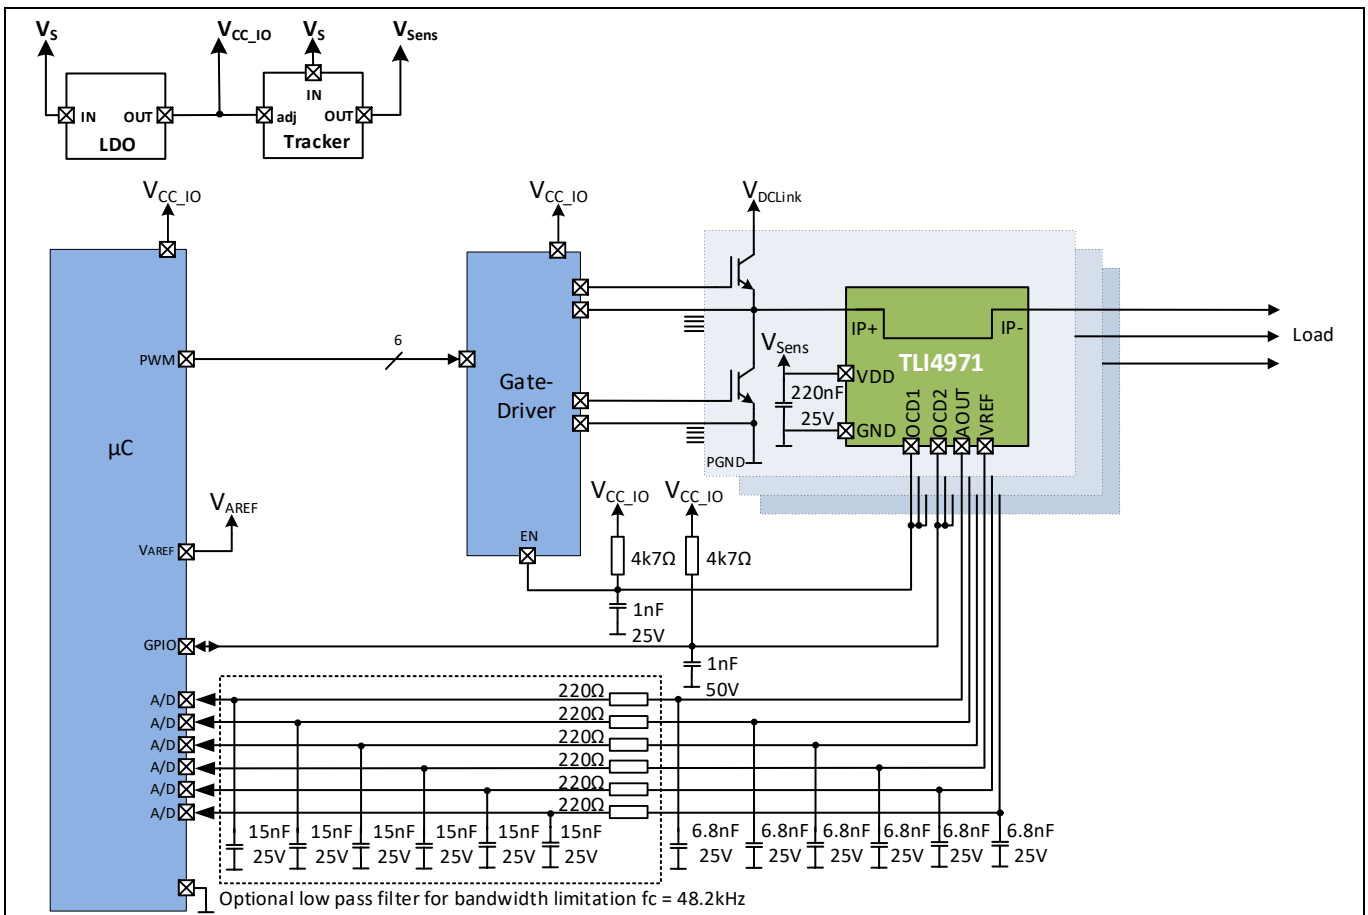 VS
VCC_IO
VS
VSens
IN
OUT
LDO
adj
IN
OUT
Tracker
VCC_IO
VCC_IO
VDCLink
PWM
6
Gate-
Driver
µC
VSens
220nF
25V
IP+
IP-
TLI4971
VDD
GND
OCD1
OCD2
AOUT
VREF
Load
PGND
VAREF
VAREF
VCC_IO
VCC_IO
EN
4k7Ω
4k7Ω
1nF
25V
GPIO
1nF
50V
A/D
220Ω
A/D
220Ω
A/D
220Ω
A/D
220Ω
A/D
220Ω
A/D
220Ω
15nF 15nF 15nF 15nF 15nF 15nF 6.8nF 6.8nF 6.8nF 6.8nF 6.8nF 6.8nF
25V 25V 25V 25V 25V 25V 25V 25V 25V 25V 25V 25V
Optional low pass filter for bandwidth limitation fc = 48.2kHz